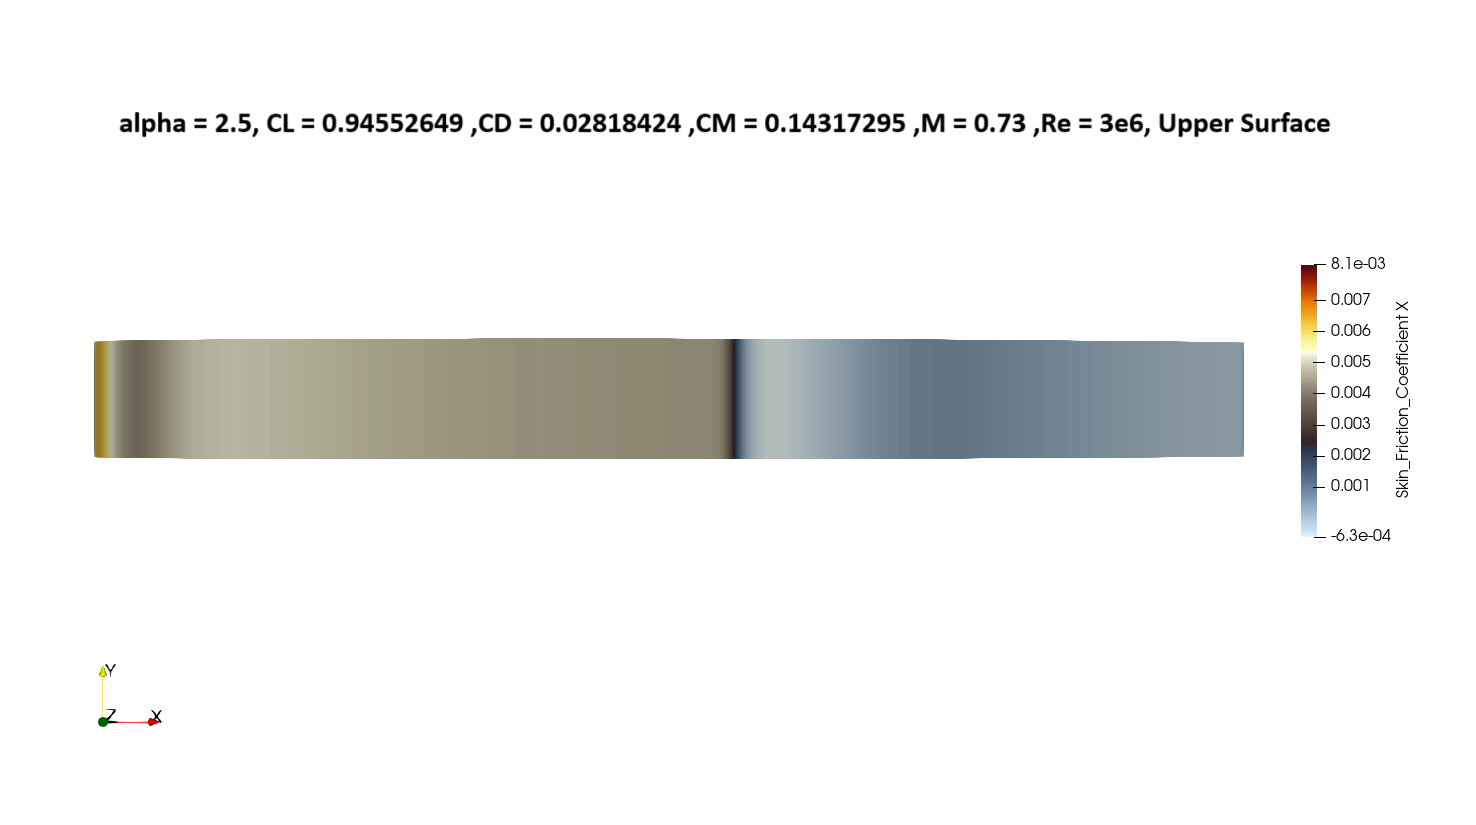 alpha = 2.5, CL = 0.94552649 ,CD = 0.02818424 ,CM = 0.14317295 ,M = 0.73 ,Re = 3e6, Upper Surface
8.1e-03
0.007
0.006
0.005
0.004
0.003
0.002
0.001
-6.3e-04
Skin_Friction_Coefficient X
Y
Z
X